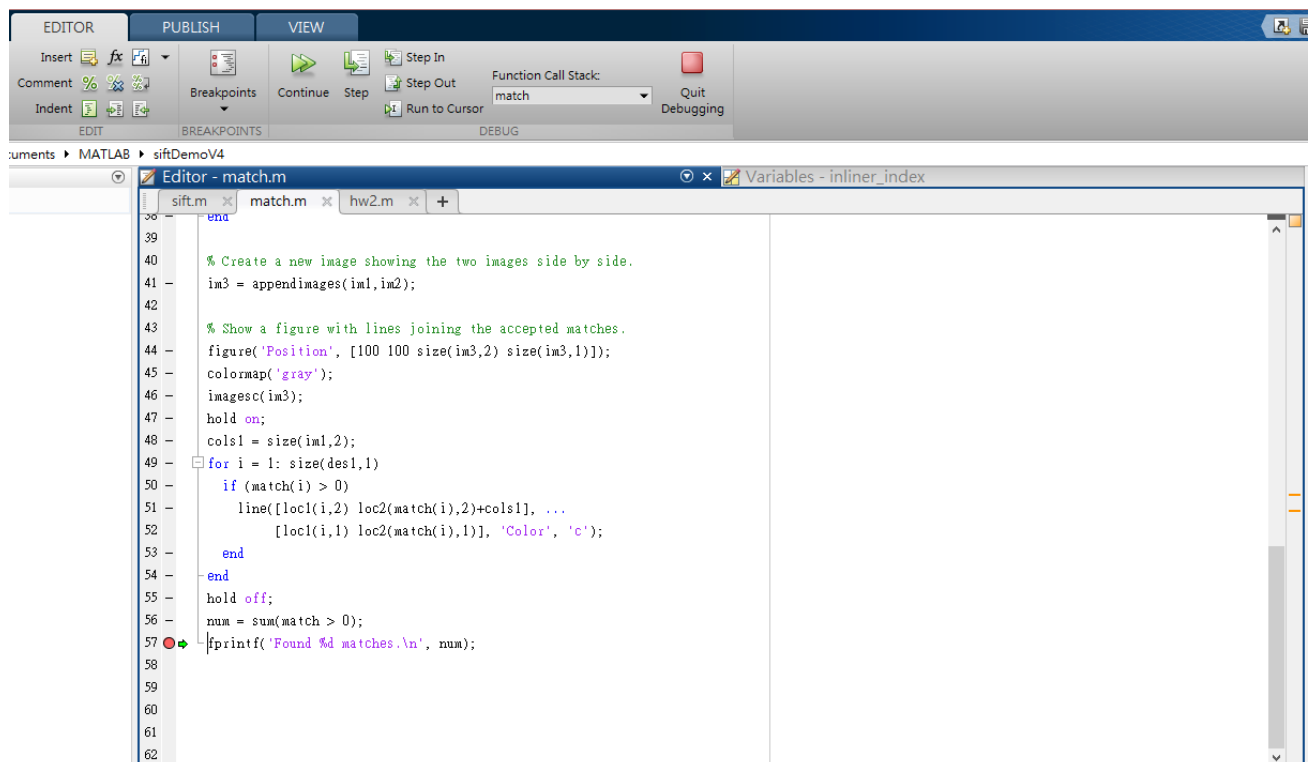 EDITOR PUBLISH VIEW
Insert fx fi
Comment %
Indent
Breakpoints
Continue
Step
Step In
Step Out
Run to Cursor
Function Call Stack:
match
Quit
Debugging
EDIT BREAKPOINTS DEBUG
cuments MATLAB siftDemoV4
Editor - match.m
Variables - inliner_index
sift.m match.m hw2.m +
38 end
39
40 % Create a new image showing the two images side by side.
41 im3 = appendimages(im1,im2);
42
43 % Show a figure with lines joining the accepted matches.
44 figure('Position', [100 100 size(im3,2) size(im3,1)]);
45 colormap('gray');
46 imagesc(im3);
47 hold on;
48 cols1 = size(im1,2);
49 for i = 1: size(des1,1)
50 if (match(i) > 0)
51 line([loc1(i,2) loc2(match(i),2)+cols1], ...
52 [loc1(i,1) loc2(match(i),1)], 'Color', 'c');
53 end
54 end
55 hold off;
56 num = sum(match > 0);
57 fprintf('Found %d matches.\n', num);
58
59
60
61
62